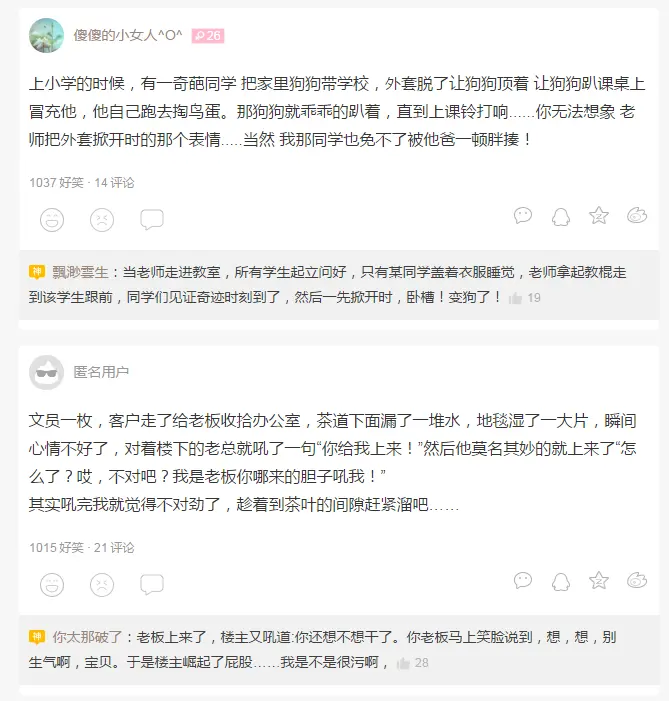 傻傻的小女人^O^ 26
上小学的时候，有一奇葩同学 把家里狗狗带学校，外套脱了让狗狗顶着 让狗狗趴课桌上
冒充他，他自己跑去掏鸟蛋。那狗狗就乖乖的趴着，直到上课铃打响......你无法想象 老
师把外套掀开时的那个表情.....当然 我那同学也免不了被他爸一顿胖揍！
1037 好笑 · 14 评论
神 飄渺雲生：当老师走进教室，所有学生起立问好，只有某同学盖着衣服睡觉，老师拿起教棍走
到该学生跟前，同学们见证奇迹时刻到了，然后一先掀开时，卧槽！变狗了！ 19
匿名用户
文员一枚，客户走了给老板收拾办公室，茶道下面漏了一堆水，地毯湿了一大片，瞬间
心情不好了，对着楼下的老总就吼了一句“你给我上来！”然后他莫名其妙的就上来了“怎
么了？哎，不对吧？我是老板你哪来的胆子吼我！”
其实吼完我就觉得不对劲了，趁着到茶叶的间隙赶紧溜吧……
1015 好笑 · 21 评论
神 你太那破了：老板上来了，楼主又吼道:你还想不想干了。你老板马上笑脸说到，想，想，别
生气啊，宝贝。于是楼主崛起了屁股……我是不是很污啊， 28